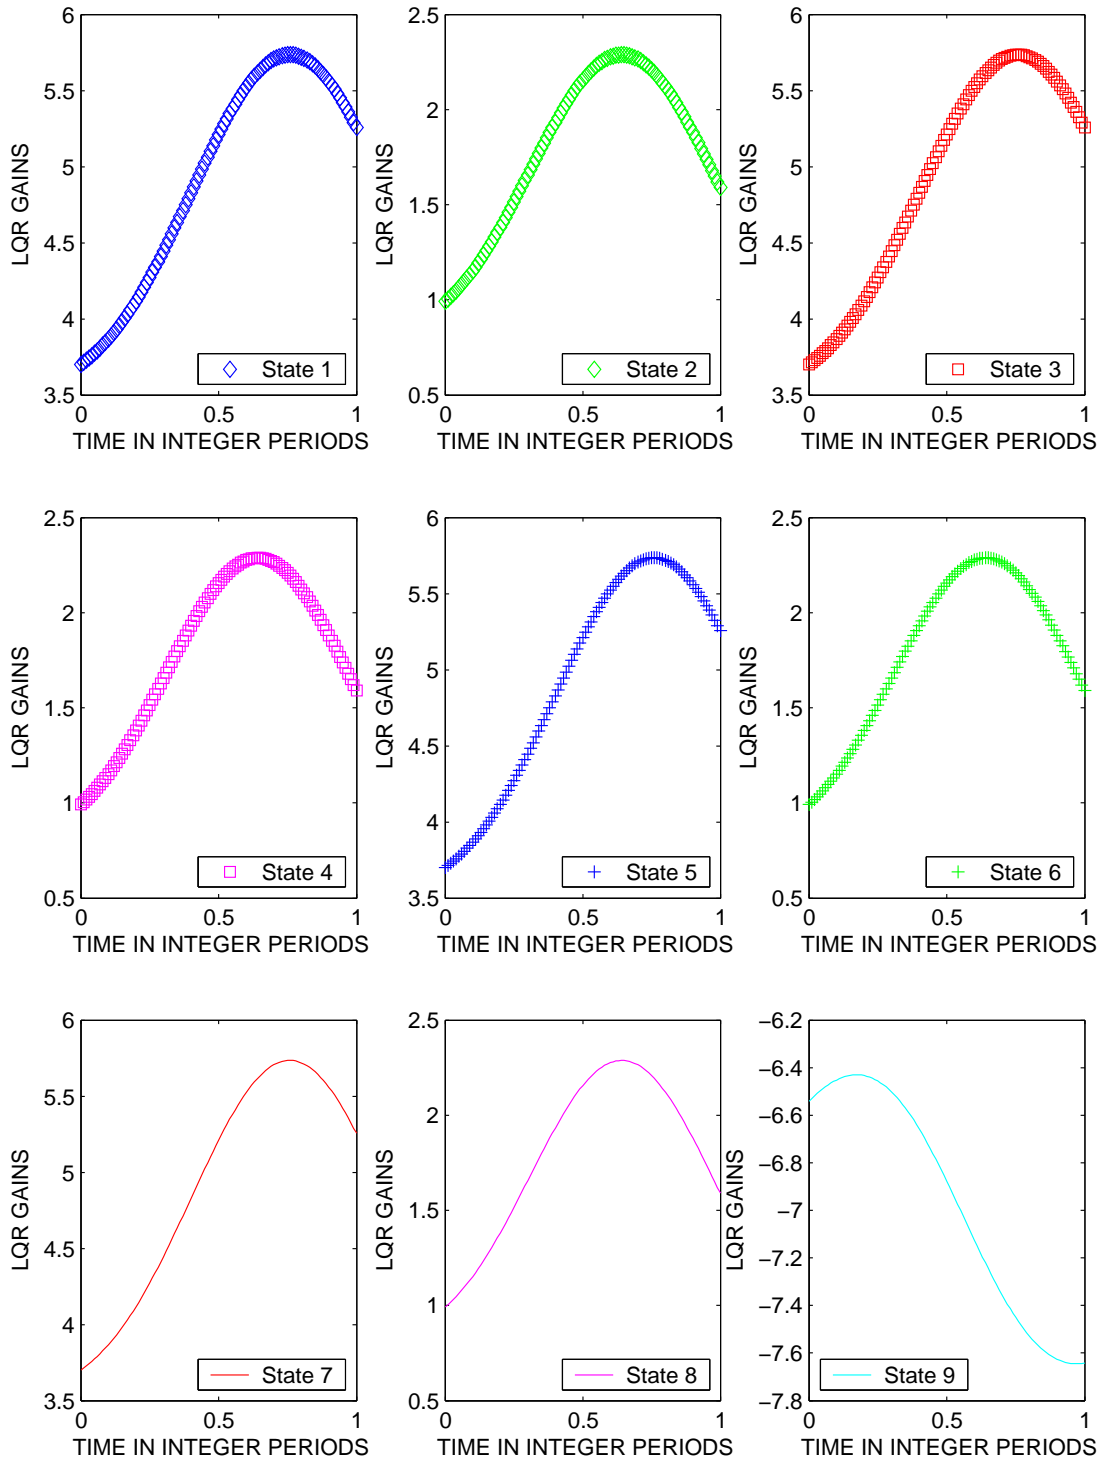 6
5.5
5
4.5
4
3.5
0
0.5
1
LQR GAINS
TIME IN INTEGER PERIODS
State 1
2.5
2
1.5
1
0.5
0
0.5
1
LQR GAINS
TIME IN INTEGER PERIODS
State 2
6
5.5
5
4.5
4
3.5
0
0.5
1
LQR GAINS
TIME IN INTEGER PERIODS
State 3
2.5
2
1.5
1
0.5
0
0.5
1
LQR GAINS
TIME IN INTEGER PERIODS
State 4
6
5.5
5
4.5
4
3.5
0
0.5
1
LQR GAINS
TIME IN INTEGER PERIODS
State 5
2.5
2
1.5
1
0.5
0
0.5
1
LQR GAINS
TIME IN INTEGER PERIODS
State 6
6
5.5
5
4.5
4
3.5
0
0.5
1
LQR GAINS
TIME IN INTEGER PERIODS
State 7
2.5
2
1.5
1
0.5
0
0.5
1
LQR GAINS
TIME IN INTEGER PERIODS
State 8
−6.2
−6.4
−6.6
−6.8
−7
−7.2
−7.4
−7.6
−7.8
0
0.5
1
LQR GAINS
TIME IN INTEGER PERIODS
State 9